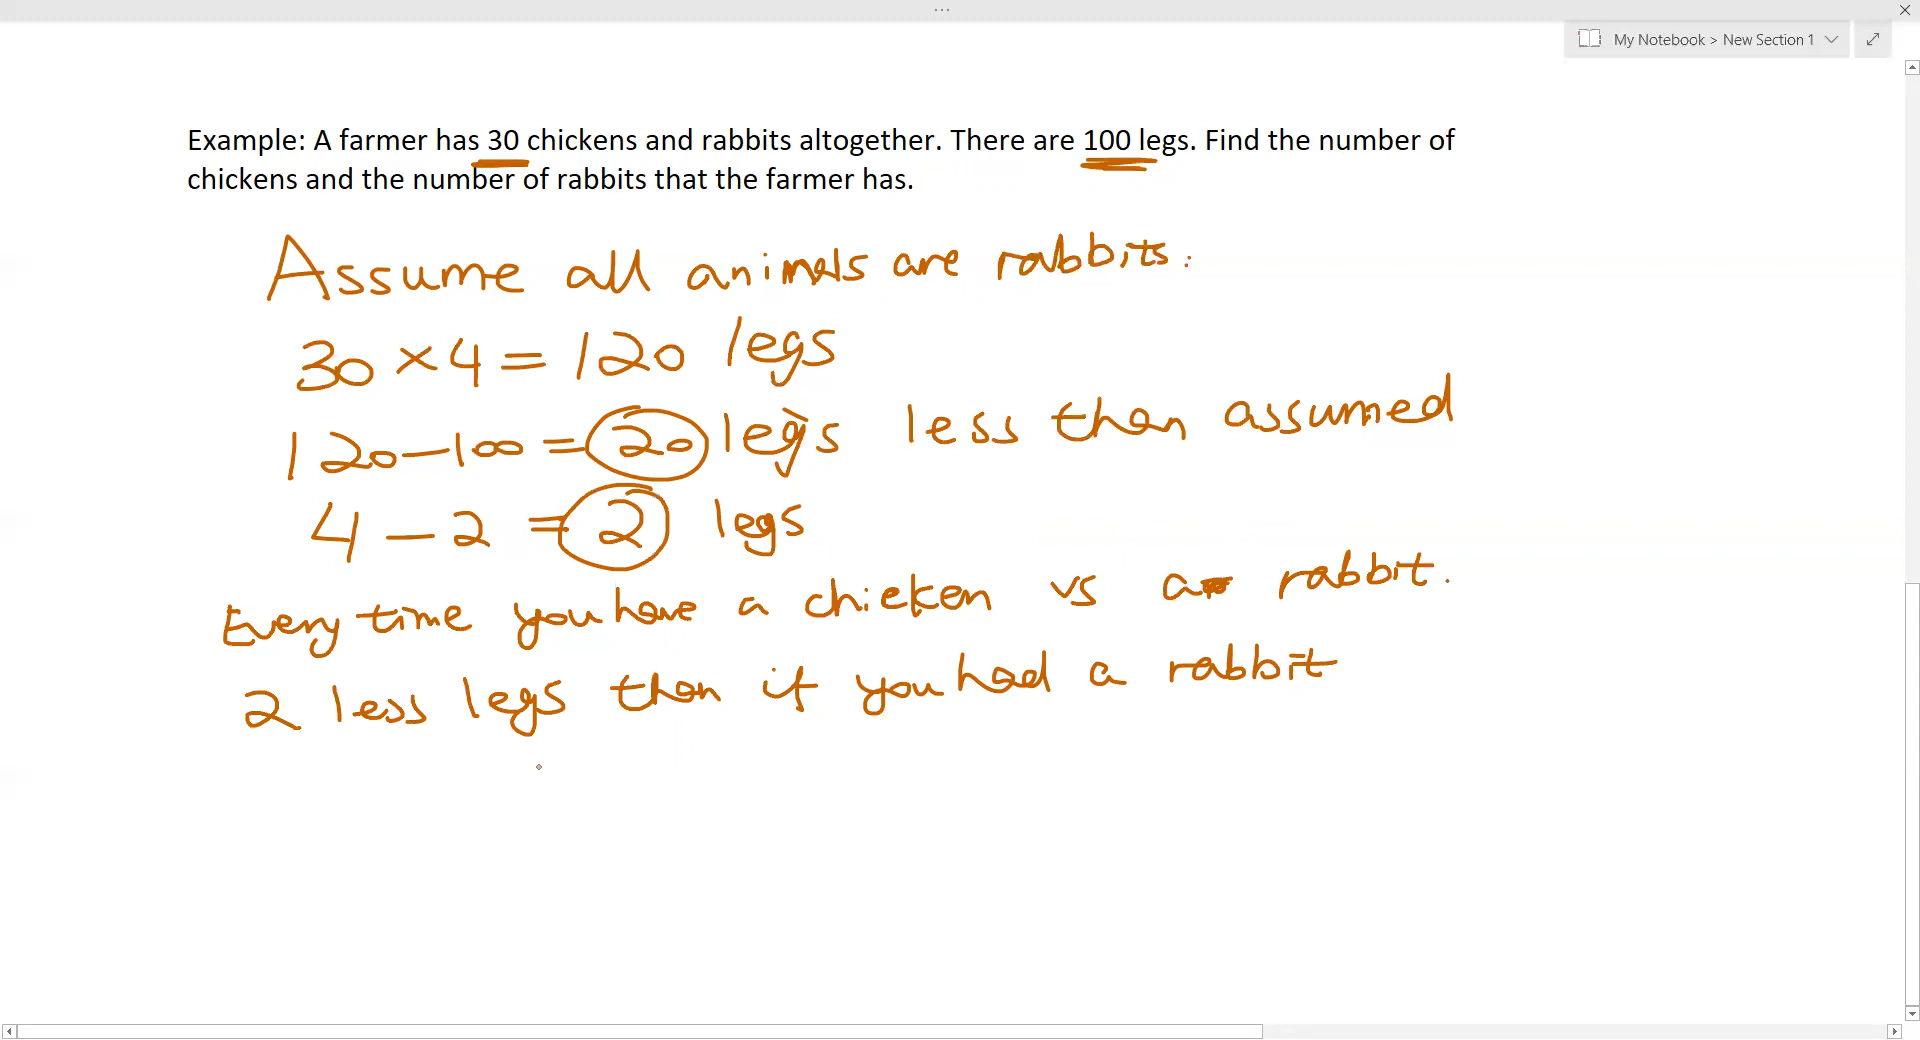 My Notebook > New Section 1
Example: A farmer has 30 chickens and rabbits altogether. There are 100 legs. Find the number of
chickens and the number of rabbits that the farmer has.
Assume all animals are rabbits.
30 × 4 = 120 legs
120 - 100 = 20 legs less than assumed
4 - 2 = 2 legs
Every time you have a chicken vs a rabbit.
2 less legs than if you had a rabbit